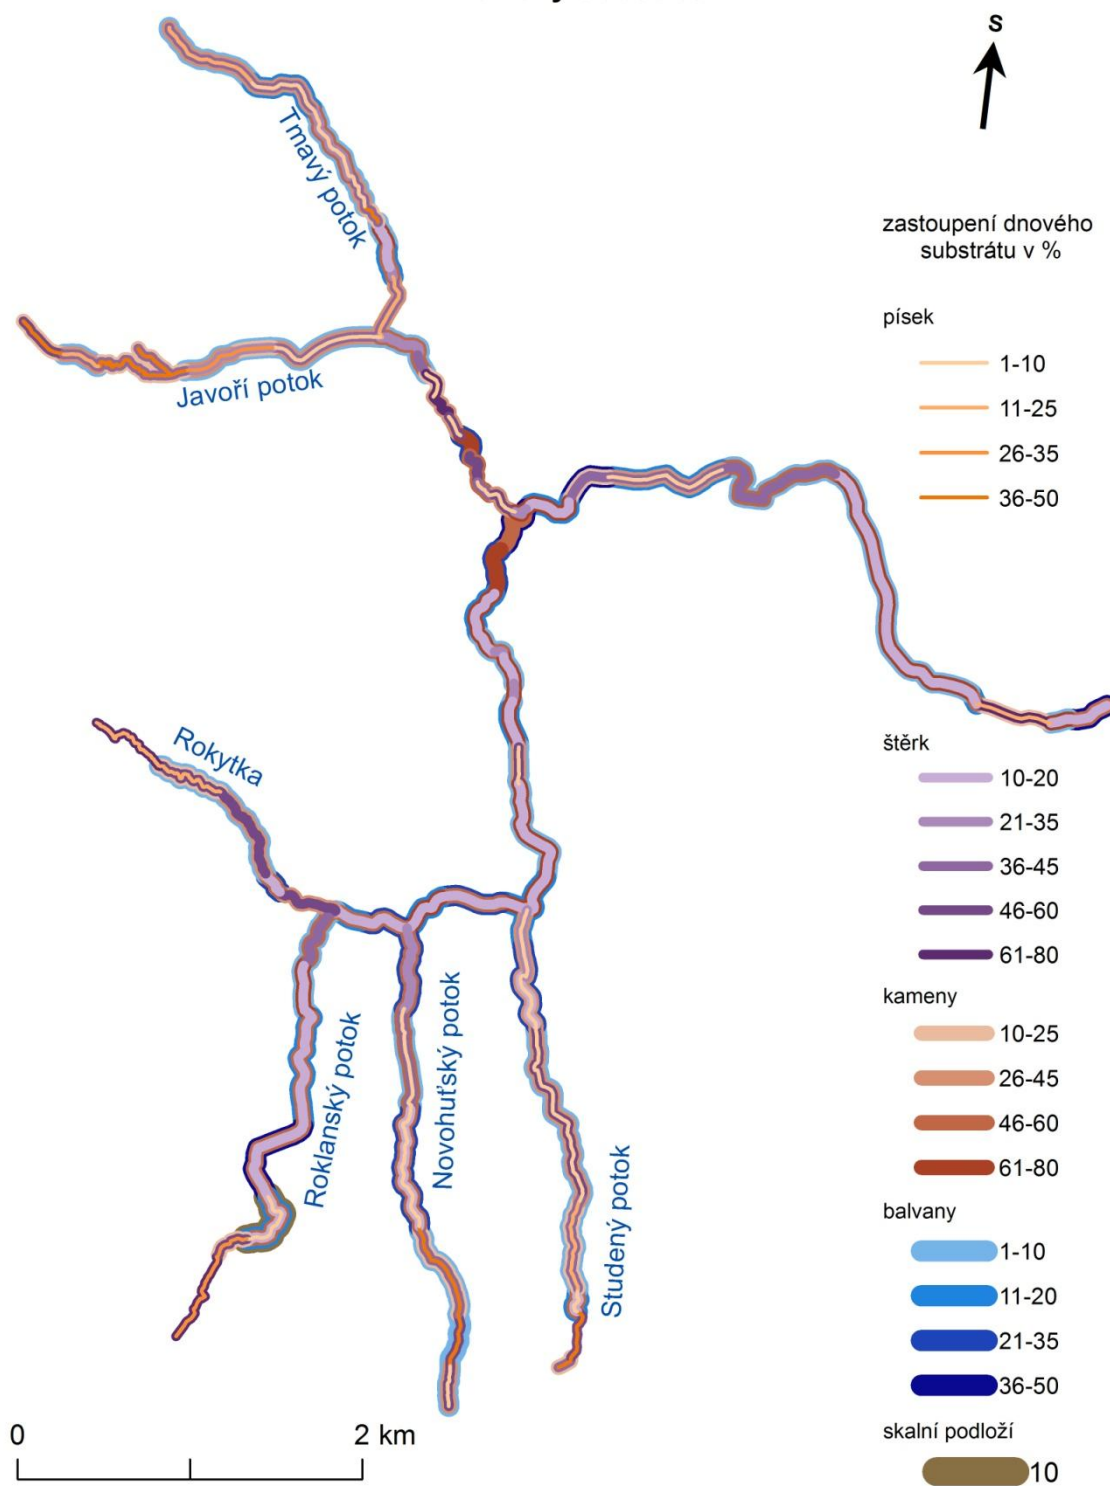 S
Tmavý potok
Javoří potok
Rokytka
Roklanský potok
Novohuťský potok
Studený potok
zastoupení dnového
substrátu v %
písek
1-10
11-25
26-35
36-50
štěrk
10-20
21-35
36-45
46-60
61-80
kameny
10-25
26-45
46-60
61-80
balvany
1-10
11-20
21-35
36-50
skalní podloží
10
0
2 km